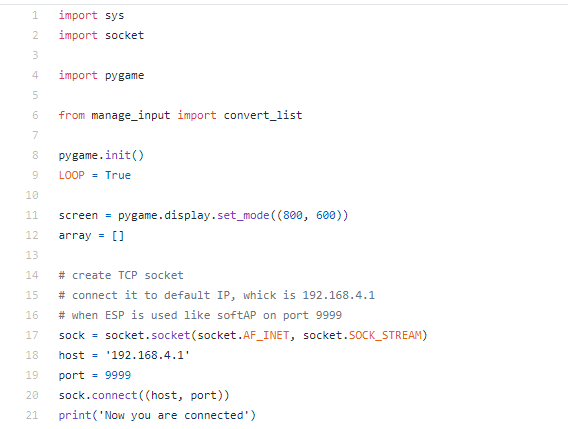 1 import sys
2 import socket
3
4 import pygame
5
6 from manage_input import convert_list
7
8 pygame.init()
9 LOOP = True
10
11 screen = pygame.display.set_mode((800, 600))
12 array = []
13
14 # create TCP socket
15 # connect it to default IP, whick is 192.168.4.1
16 # when ESP is used like softAP on port 9999
17 sock = socket.socket(socket.AF_INET, socket.SOCK_STREAM)
18 host = '192.168.4.1'
19 port = 9999
20 sock.connect((host, port))
21 print('Now you are connected')